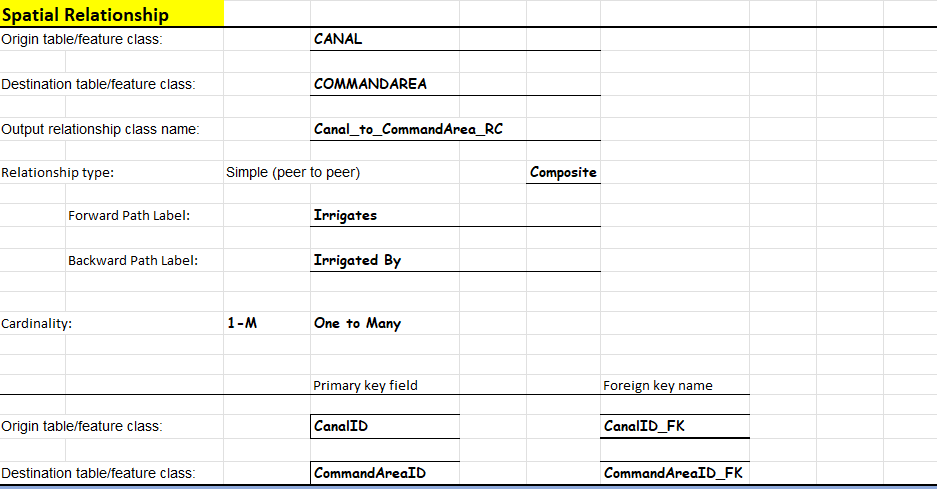 Spatial Relationship
Origin table/feature class: CANAL
Destination table/feature class: COMMANDAREA
Output relationship class name: Canal_to_CommandArea_RC
Relationship type: Simple (peer to peer) Composite
Forward Path Label: Irrigates
Backward Path Label: Irrigated By
Cardinality: 1-M One to Many
Primary key field Foreign key name
Origin table/feature class: CanalID CanalID_FK
Destination table/feature class: CommandAreaID CommandAreaID_FK